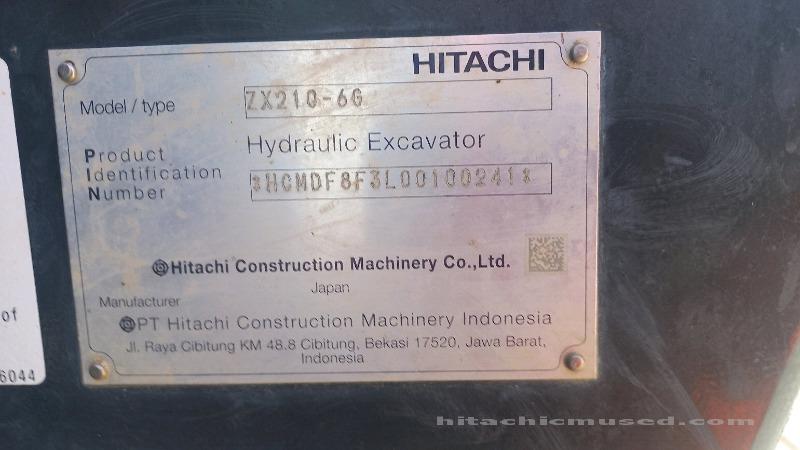 HITACHI
Model / type ZX210-6G
Hydraulic Excavator
Product
Identification
Number
*HCMDF8F3L00100241*
Hitachi Construction Machinery Co.,Ltd.
Japan
Manufacturer
PT Hitachi Construction Machinery Indonesia
Jl. Raya Cibitung KM 48.8 Cibitung, Bekasi 17520, Jawa Barat,
Indonesia
of
6044
hitachicmused.com